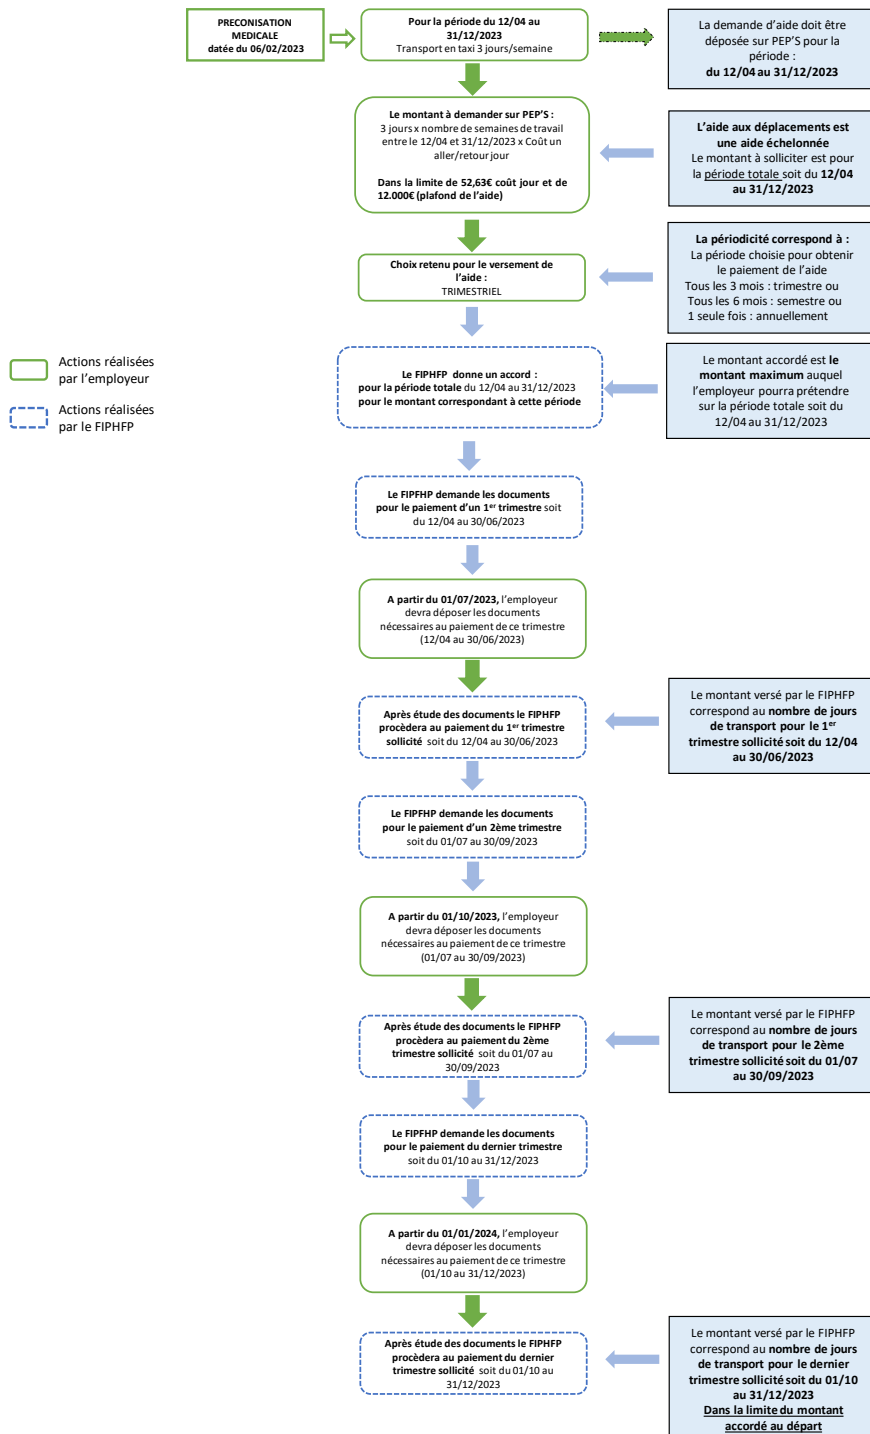 PRECONISATION
MEDICALE
datée du 06/02/2023
Pour la période du 12/04 au
31/12/2023
Transport en taxi 3 jours/semaine
La demande d'aide doit être
déposée sur PEP'S pour la
période :
du 12/04 au 31/12/2023
Le montant à demander sur PEP'S :
3 jours x nombre de semaines de travail
entre le 12/04 et 31/12/2023 x Coût un
aller/retour jour
Dans la limite de 52,63€ coût jour et de
12.000€ (plafond de l'aide)
L'aide aux déplacements est
une aide échelonnée
Le montant à solliciter est pour
la période totale soit du 12/04
au 31/12/2023
Choix retenu pour le versement de
l'aide :
TRIMESTRIEL
La périodicité correspond à :
La période choisie pour obtenir
le paiement de l'aide
Tous les 3 mois : trimestre ou
Tous les 6 mois : semestre ou
1 seule fois : annuellement
Actions réalisées
par l'employeur
Actions réalisées
par le FIPHFP
Le FIPHFP donne un accord :
pour la période totale du 12/04 au 31/12/2023
pour le montant correspondant à cette période
Le montant accordé est le
montant maximum auquel
l'employeur pourra prétendre
sur la période totale soit du
12/04 au 31/12/2023
Le FIPFHP demande les documents
pour le paiement d'un 1er trimestre soit
du 12/04 au 30/06/2023
A partir du 01/07/2023, l'employeur
devra déposer les documents
nécessaires au paiement de ce trimestre
(12/04 au 30/06/2023)
Après étude des documents le FIPHFP
procèdera au paiement du 1er trimestre
sollicité soit du 12/04 au 30/06/2023
Le montant versé par le FIPHFP
correspond au nombre de jours
de transport pour le 1er
trimestre sollicité soit du 12/04
au 30/06/2023
Le FIPFHP demande les documents
pour le paiement d'un 2ème trimestre
soit du 01/07 au 30/09/2023
A partir du 01/10/2023, l'employeur
devra déposer les documents
nécessaires au paiement de ce trimestre
(01/07 au 30/09/2023)
Après étude des documents le FIPHFP
procèdera au paiement du 2ème
trimestre sollicité soit du 01/07 au
30/09/2023
Le montant versé par le FIPHFP
correspond au nombre de jours
de transport pour le 2ème
trimestre sollicité soit du 01/07
au 30/09/2023
Le FIPFHP demande les documents
pour le paiement du dernier trimestre
soit du 01/10 au 31/12/2023
A partir du 01/01/2024, l'employeur
devra déposer les documents
nécessaires au paiement de ce trimestre
(01/10 au 31/12/2023)
Après étude des documents le FIPHFP
procèdera au paiement du dernier
trimestre sollicité soit du 01/10 au
31/12/2023
Le montant versé par le FIPHFP
correspond au nombre de jours
de transport pour le dernier
trimestre sollicité soit du 01/10
au 31/12/2023
Dans la limite du montant
accordé au départ